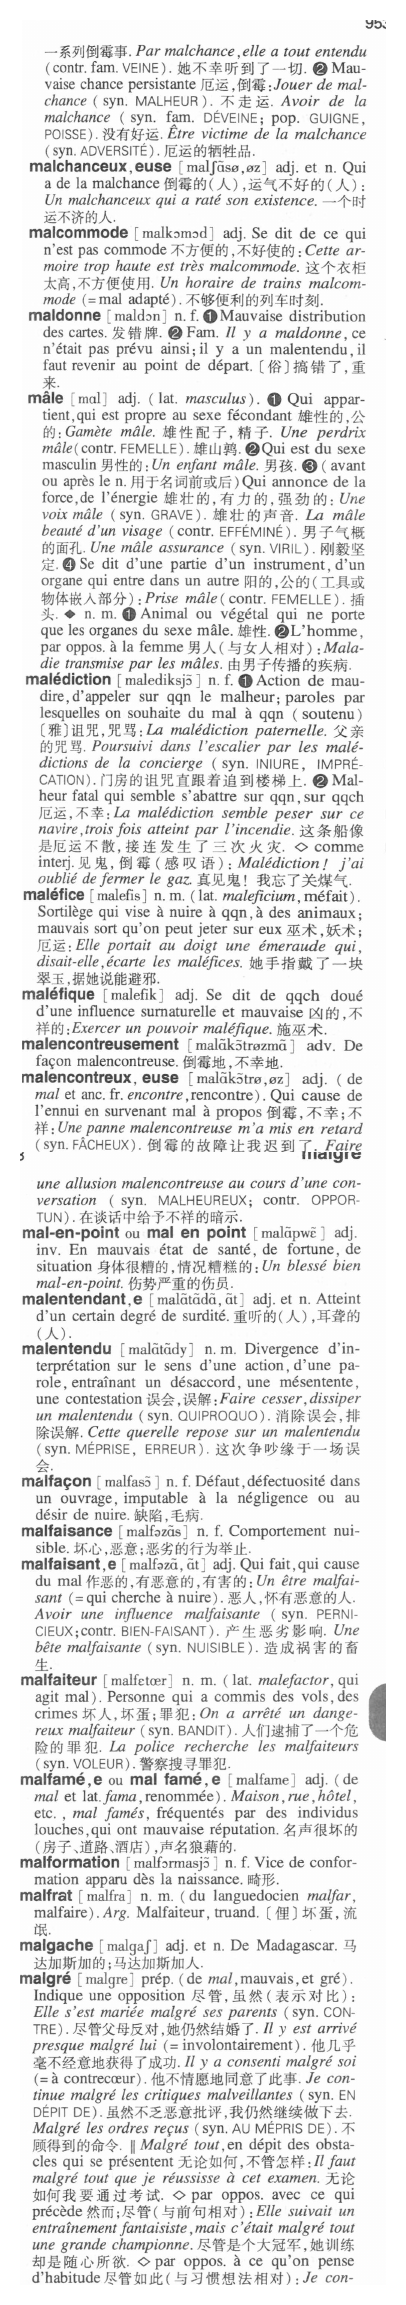 953
一系列倒霉事. Par malchance, elle a tout entendu
(contr. fam. VEINE). 她不幸听到了一切. ❷ Mau-
vaise chance persistante 厄运,倒霉:Jouer de mal-
chance ( syn. MALHEUR ). 不走运. Avoir de la
malchance ( syn. fam. DÉVEINE; pop. GUIGNE,
POISSE). 没有好运. Être victime de la malchance
(syn. ADVERSITÉ). 厄运的牺牲品.
malchanceux, euse [malʃɑ̃sø,øz] adj. et n. Qui
a de la malchance 倒霉的(人),运气不好的(人):
Un malchanceux qui a raté son existence. 一个时
运不济的人.
malcommode [malkɔmɔd] adj. Se dit de ce qui
n'est pas commode 不方便的,不好使的:Cette ar-
moire trop haute est très malcommode. 这个衣柜
太高,不方便使用. Un horaire de trains malcom-
mode (= mal adapté). 不够便利的列车时刻.
maldonne [maldɔn] n. f. ❶ Mauvaise distribution
des cartes. 发错牌. ❷ Fam. Il y a maldonne, ce
n'était pas prévu ainsi; il y a un malentendu, il
faut revenir au point de départ. 〔俗〕搞错了,重
来.
mâle [mɑl] adj. ( lat. masculus ). ❶ Qui appar-
tient, qui est propre au sexe fécondant 雄性的,公
的:Gamète mâle. 雄性配子,精子. Une perdrix
mâle(contr. FEMELLE). 雄山鹑. ❷ Qui est du sexe
masculin 男性的:Un enfant mâle. 男孩. ❸ ( avant
ou après le n. 用于名词前或后) Qui annonce de la
force, de l'énergie 雄壮的,有力的,强劲的:Une
voix mâle ( syn. GRAVE ). 雄壮的声音. La mâle
beauté d'un visage ( contr. EFFÉMINÉ ). 男子气概
的面孔. Une mâle assurance ( syn. VIRIL ). 刚毅坚
定. ❹ Se dit d'une partie d'un instrument, d'un
organe qui entre dans un autre 阳的,公的(工具或
物体嵌入部分):Prise mâle(contr. FEMELLE). 插
头. ◆ n. m. ❶ Animal ou végétal qui ne porte
que les organes du sexe mâle. 雄性. ❷ L'homme,
par oppos. à la femme 男人(与女人相对):Mala-
die transmise par les mâles. 由男子传播的疾病.
malédiction [malediksjɔ̃] n. f. ❶ Action de mau-
dire, d'appeler sur qqn le malheur; paroles par
lesquelles on souhaite du mal à qqn ( soutenu )
〔雅〕诅咒,咒骂:La malédiction paternelle. 父亲
的咒骂. Poursuivi dans l'escalier par les malé-
dictions de la concierge ( syn. INIURE, IMPRÉ-
CATION). 门房的诅咒直跟着追到楼梯上. ❷ Mal-
heur fatal qui semble s'abattre sur qqn, sur qqch
厄运,不幸:La malédiction semble peser sur ce
navire, trois fois atteint par l'incendie. 这条船像
是厄运不散,接连发生了三次火灾. ◇ comme
interj. 见鬼,倒霉(感叹语):Malédiction! j'ai
oublié de fermer le gaz. 真见鬼! 我忘了关煤气.
maléfice [malefis] n. m. (lat. maleficium, méfait).
Sortilège qui vise à nuire à qqn, à des animaux;
mauvais sort qu'on peut jeter sur eux 巫术,妖术;
厄运:Elle portait au doigt une émeraude qui,
disait-elle, écarte les maléfices. 她手指戴了一块
翠玉,据她说能避邪.
maléfique [malefik] adj. Se dit de qqch doué
d'une influence surnaturelle et mauvaise 凶的,不
祥的:Exercer un pouvoir maléfique. 施巫术.
malencontreusement [malɑ̃kɔ̃trøzmɑ̃] adv. De
façon malencontreuse. 倒霉地,不幸地.
malencontreux, euse [malɑ̃kɔ̃trø,øz] adj. ( de
mal et anc. fr. encontre, rencontre). Qui cause de
l'ennui en survenant mal à propos 倒霉,不幸;不
祥:Une panne malencontreuse m'a mis en retard
(syn. FÂCHEUX). 倒霉的故障让我迟到了. Faire
malgré
une allusion malencontreuse au cours d'une con-
versation ( syn. MALHEUREUX; contr. OPPOR-
TUN). 在谈话中给予不祥的暗示.
mal-en-point ou mal en point [malɑ̃pwɛ̃] adj.
inv. En mauvais état de santé, de fortune, de
situation 身体很糟的,情况糟糕的:Un blessé bien
mal-en-point. 伤势严重的伤员.
malentendant, e [malɑ̃tɑ̃dɑ̃, ɑ̃t] adj. et n. Atteint
d'un certain degré de surdité. 重听的(人),耳聋的
(人).
malentendu [malɑ̃tɑ̃dy] n. m. Divergence d'in-
terprétation sur le sens d'une action, d'une pa-
role, entraînant un désaccord, une mésentente,
une contestation 误会,误解:Faire cesser, dissiper
un malentendu ( syn. QUIPROQUO ). 消除误会,排
除误解. Cette querelle repose sur un malentendu
(syn. MÉPRISE, ERREUR). 这次争吵缘于一场误
会.
malfaçon [malfasɔ̃] n. f. Défaut, défectuosité dans
un ouvrage, imputable à la négligence ou au
désir de nuire. 缺陷,毛病.
malfaisance [malfəzɑ̃s] n. f. Comportement nui-
sible. 坏心,恶意;恶劣的行为举止.
malfaisant, e [malfəzɑ̃, ɑ̃t] adj. Qui fait, qui cause
du mal 作恶的,有恶意的,有害的:Un être malfai-
sant (= qui cherche à nuire). 恶人,怀有恶意的人.
Avoir une influence malfaisante ( syn. PERNI-
CIEUX; contr. BIEN-FAISANT). 产生恶劣影响. Une
bête malfaisante (syn. NUISIBLE). 造成祸害的畜
生.
malfaiteur [malfɛtœr] n. m. ( lat. malefactor, qui
agit mal). Personne qui a commis des vols, des
crimes 坏人,坏蛋;罪犯:On a arrêté un dange-
reux malfaiteur (syn. BANDIT). 人们逮捕了一个危
险的罪犯. La police recherche les malfaiteurs
(syn. VOLEUR). 警察搜寻罪犯.
malfamé, e ou mal famé, e [malfame] adj. ( de
mal et lat. fama, renommée). Maison, rue, hôtel,
etc. , mal famés, fréquentés par des individus
louches, qui ont mauvaise réputation. 名声很坏的
(房子、道路、酒店),声名狼藉的.
malformation [malfɔrmasjɔ̃] n. f. Vice de confor-
mation apparu dès la naissance. 畸形.
malfrat [malfra] n. m. ( du languedocien malfar,
malfaire). Arg. Malfaiteur, truand. 〔俚〕坏蛋,流
氓.
malgache [malgaʃ] adj. et n. De Madagascar. 马
达加斯加的;马达加斯加人.
malgré [malgre] prép. (de mal, mauvais, et gré).
Indique une opposition 尽管,虽然(表示对比):
Elle s'est mariée malgré ses parents ( syn. CON-
TRE). 尽管父母反对,她仍然结婚了. Il y est arrivé
presque malgré lui (= involontairement). 他几乎
毫不经意地获得了成功. Il y a consenti malgré soi
(= à contrecœur). 他不情愿地同意了此事. Je con-
tinue malgré les critiques malveillantes ( syn. EN
DÉPIT DE). 虽然不乏恶意批评,我仍然继续做下去.
Malgré les ordres reçus (syn. AU MÉPRIS DE). 不
顾得到的命令. ‖ Malgré tout, en dépit des obsta-
cles qui se présentent 无论如何,不管怎样:Il faut
malgré tout que je réussisse à cet examen. 无论
如何我要通过考试. ◇ par oppos. avec ce qui
précède 然而;尽管(与前句相对):Elle suivait un
entraînement fantaisiste, mais c'était malgré tout
une grande championne. 尽管是个大冠军,她训练
却是随心所欲. ◇ par oppos. à ce qu'on pense
d'habitude 尽管如此(与习惯想法相对):Je con-